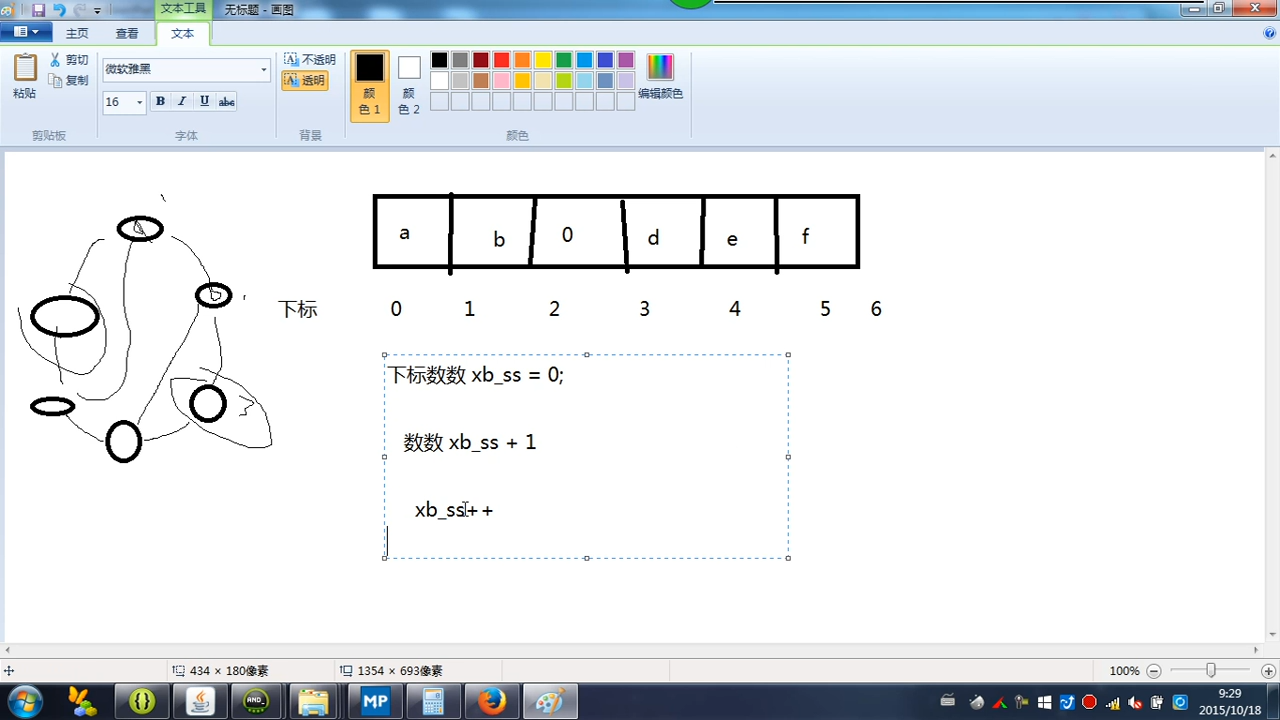 文本工具
无标题 - 画图
主页 查看 文本
粘贴
剪切
复制
剪贴板
微软雅黑
16 B I U abc
字体
不透明
透明
背景
颜色 1
颜色 2
编辑颜色
颜色
a b 0 d e f
下标 0 1 2 3 4 5 6
下标数数 xb_ss = 0;
数数 xb_ss + 1
xb_ss++
434 × 180像素
1354 × 693像素
100%
AND_
MP
9:29
2015/10/18